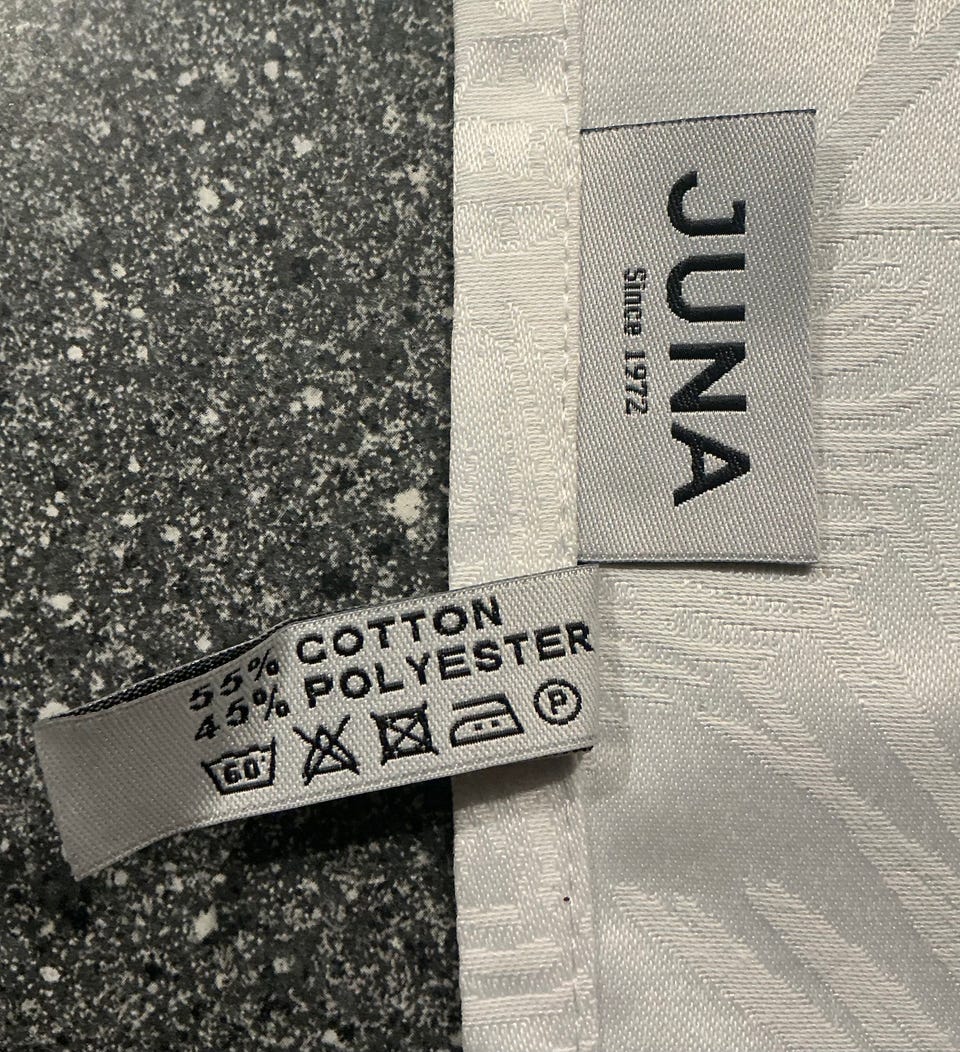 JUNA
Since 1972
55% COTTON
45% POLYESTER
60°
P